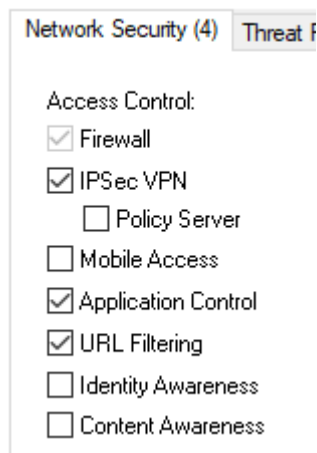 Network Security (4) Threat
Access Control:
Firewall
IPSec VPN
Policy Server
Mobile Access
Application Control
URL Filtering
Identity Awareness
Content Awareness